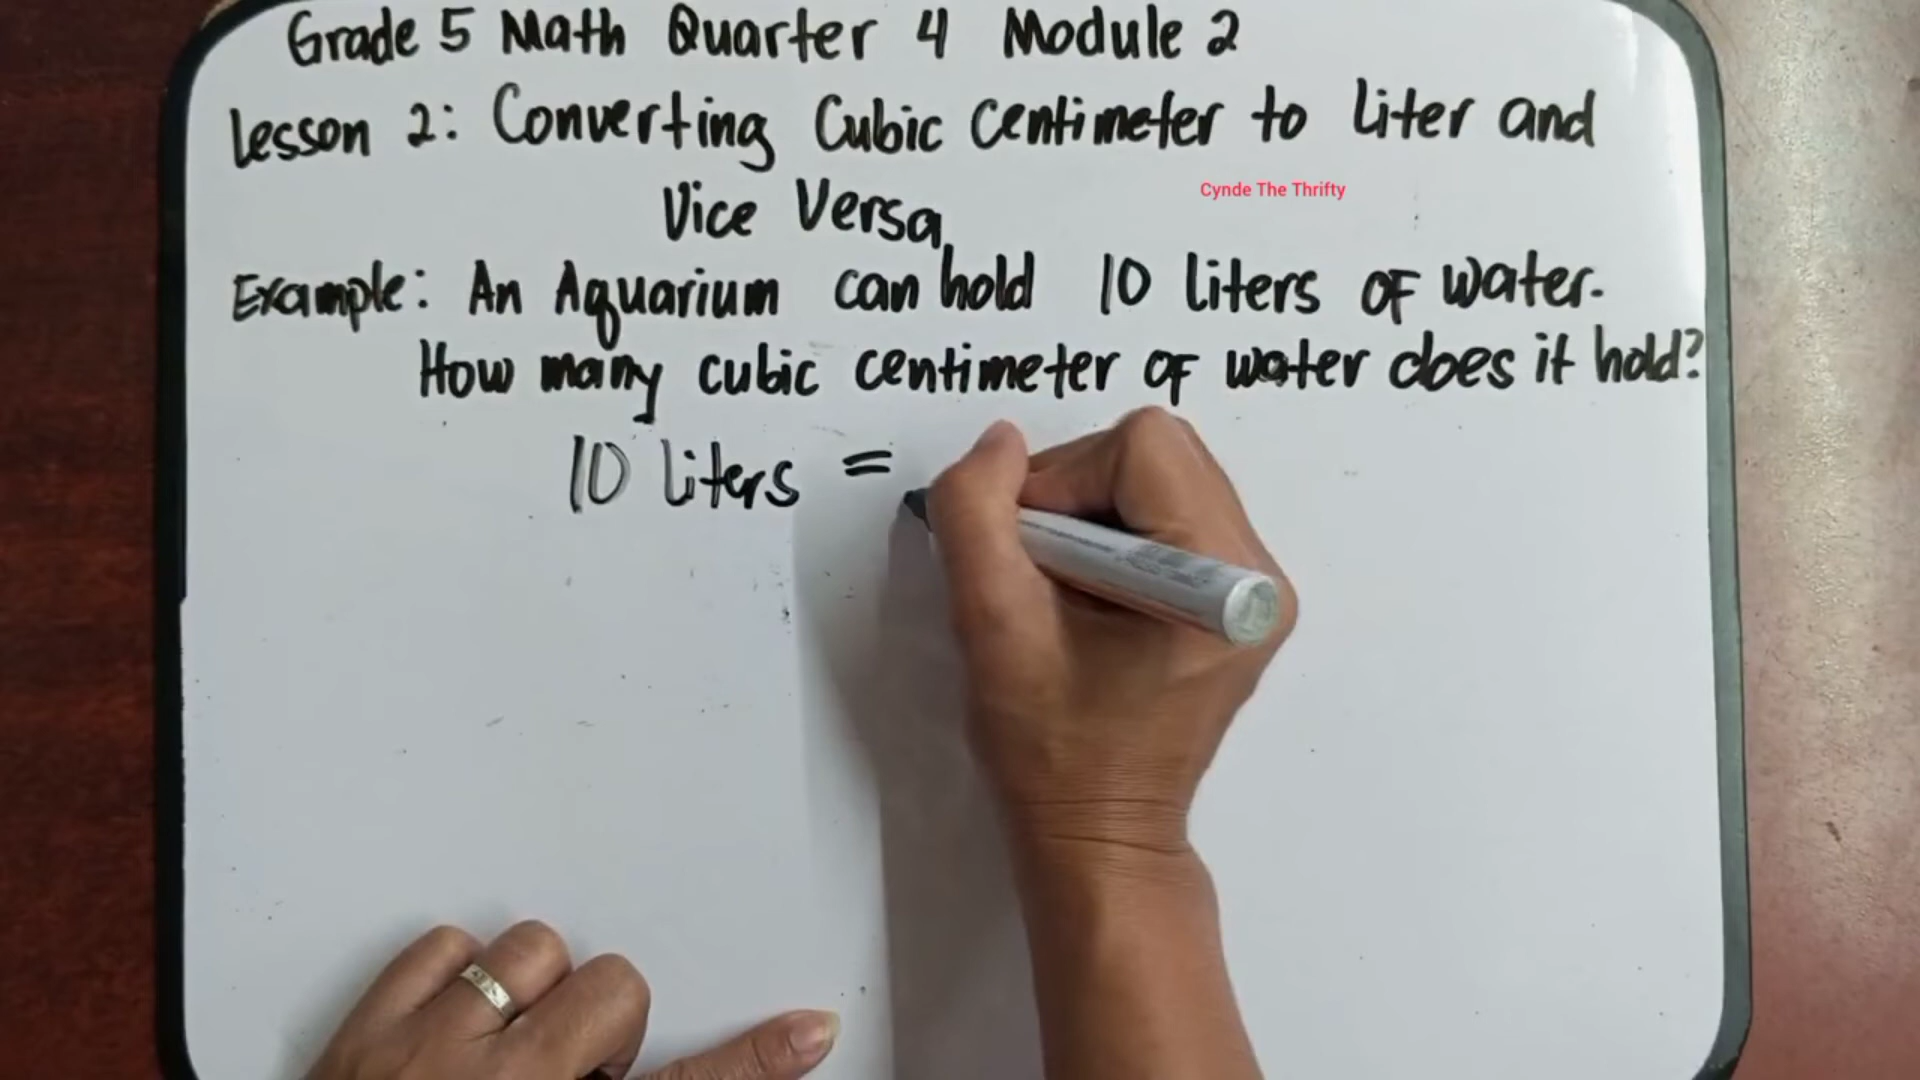 Grade 5 Math Quarter 4 Module 2
Lesson 2: Converting Cubic Centimeter to Liter and
Vice Versa
Cynde The Thrifty
Example: An Aquarium can hold 10 liters of water.
How many cubic centimeter of water does it hold?
10 liters =